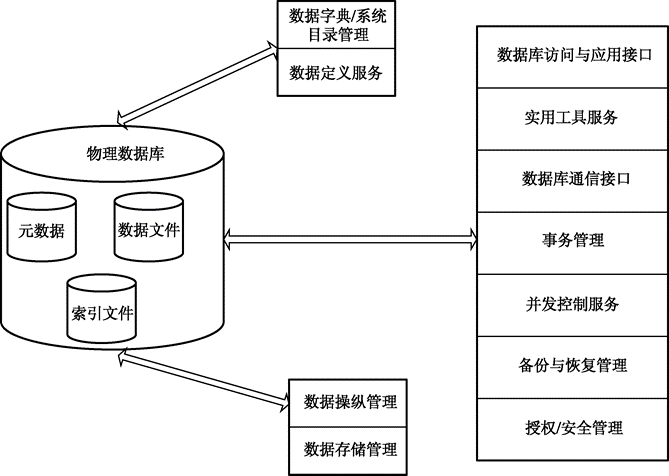 数据字典/系统
目录管理
数据定义服务
物理数据库
元数据
数据文件
索引文件
数据操纵管理
数据存储管理
数据库访问与应用接口
实用工具服务
数据库通信接口
事务管理
并发控制服务
备份与恢复管理
授权/安全管理